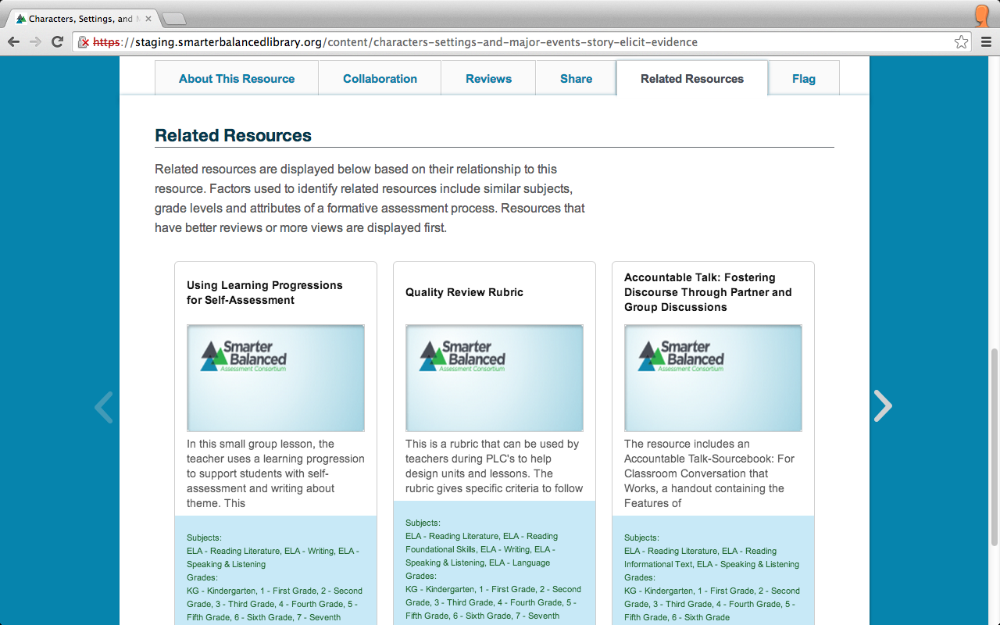 Characters, Settings, and
https://staging.smarterbalancedlibrary.org/content/characters-settings-and-major-events-story-elicit-evidence
About This Resource Collaboration Reviews Share Related Resources Flag
Related Resources
Related resources are displayed below based on their relationship to this
resource. Factors used to identify related resources include similar subjects,
grade levels and attributes of a formative assessment process. Resources that
have better reviews or more views are displayed first.
Using Learning Progressions
for Self-Assessment
Smarter
Balanced
Assessment Consortium
In this small group lesson, the
teacher uses a learning progression
to support students with self-
assessment and writing about
theme. This
Subjects:
ELA - Reading Literature, ELA - Writing, ELA -
Speaking & Listening
Grades:
KG - Kindergarten, 1 - First Grade, 2 - Second
Grade, 3 - Third Grade, 4 - Fourth Grade, 5 -
Fifth Grade, 6 - Sixth Grade, 7 - Seventh
Quality Review Rubric
Smarter
Balanced
Assessment Consortium
This is a rubric that can be used by
teachers during PLC's to help
design units and lessons. The
rubric gives specific criteria to follow
Subjects:
ELA - Reading Literature, ELA - Reading
Foundational Skills, ELA - Writing, ELA -
Speaking & Listening, ELA - Language
Grades:
KG - Kindergarten, 1 - First Grade, 2 - Second
Grade, 3 - Third Grade, 4 - Fourth Grade, 5 -
Fifth Grade, 6 - Sixth Grade, 7 - Seventh
Accountable Talk: Fostering
Discourse Through Partner and
Group Discussions
Smarter
Balanced
Assessment Consortium
The resource includes an
Accountable Talk-Sourcebook: For
Classroom Conversation that
Works, a handout containing the
Features of
Subjects:
ELA - Reading Literature, ELA - Reading
Informational Text, ELA - Speaking & Listening
Grades:
KG - Kindergarten, 1 - First Grade, 2 - Second
Grade, 3 - Third Grade, 4 - Fourth Grade, 5 -
Fifth Grade, 6 - Sixth Grade